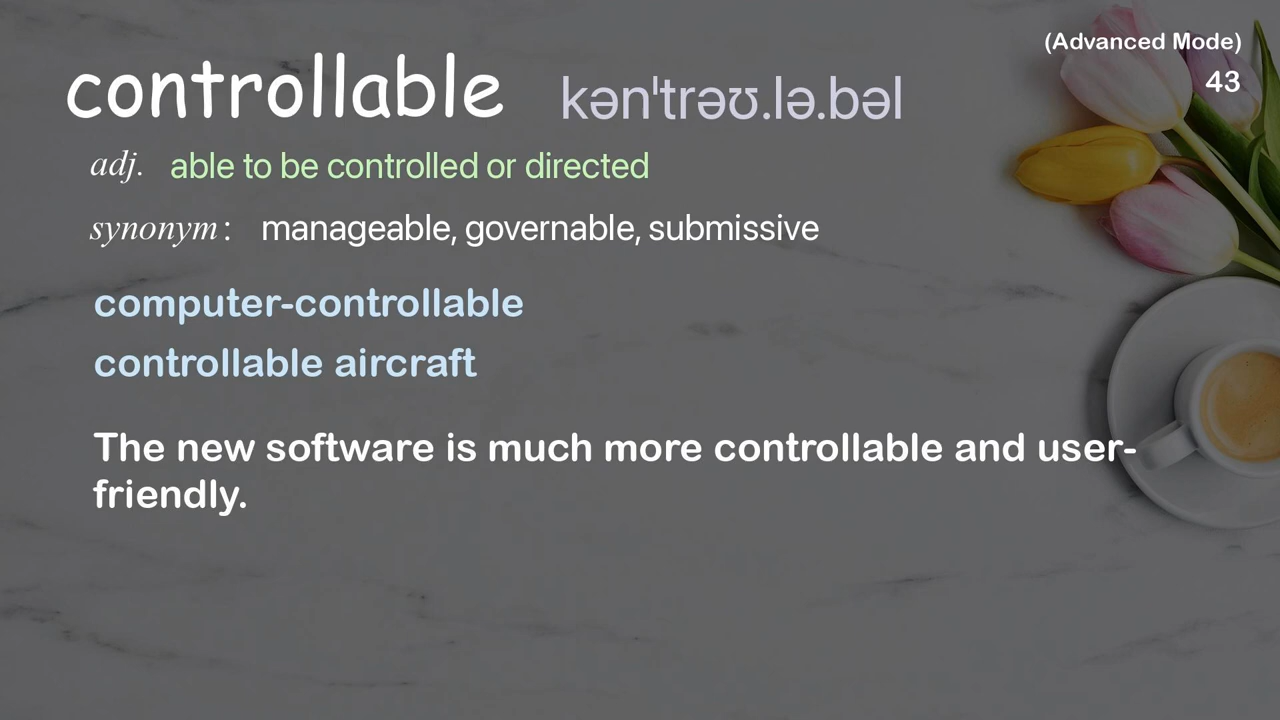 (Advanced Mode)
43
controllable kən'trəʊ.lə.bəl
adj. able to be controlled or directed
synonym: manageable, governable, submissive
computer-controllable
controllable aircraft
The new software is much more controllable and user-
friendly.